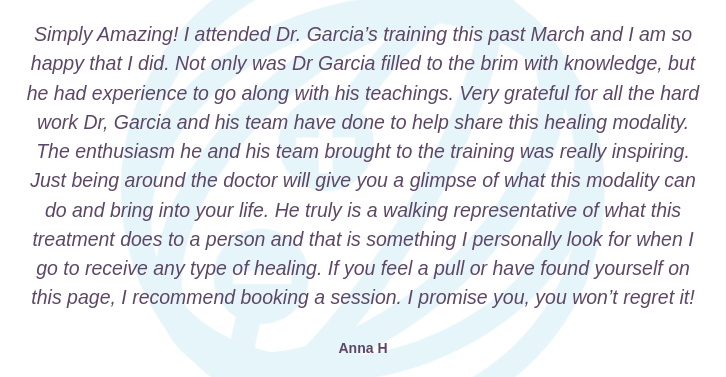 Simply Amazing! I attended Dr. Garcia’s training this past March and I am so
happy that I did. Not only was Dr Garcia filled to the brim with knowledge, but
he had experience to go along with his teachings. Very grateful for all the hard
work Dr, Garcia and his team have done to help share this healing modality.
The enthusiasm he and his team brought to the training was really inspiring.
Just being around the doctor will give you a glimpse of what this modality can
do and bring into your life. He truly is a walking representative of what this
treatment does to a person and that is something I personally look for when I
go to receive any type of healing. If you feel a pull or have found yourself on
this page, I recommend booking a session. I promise you, you won’t regret it!
Anna H